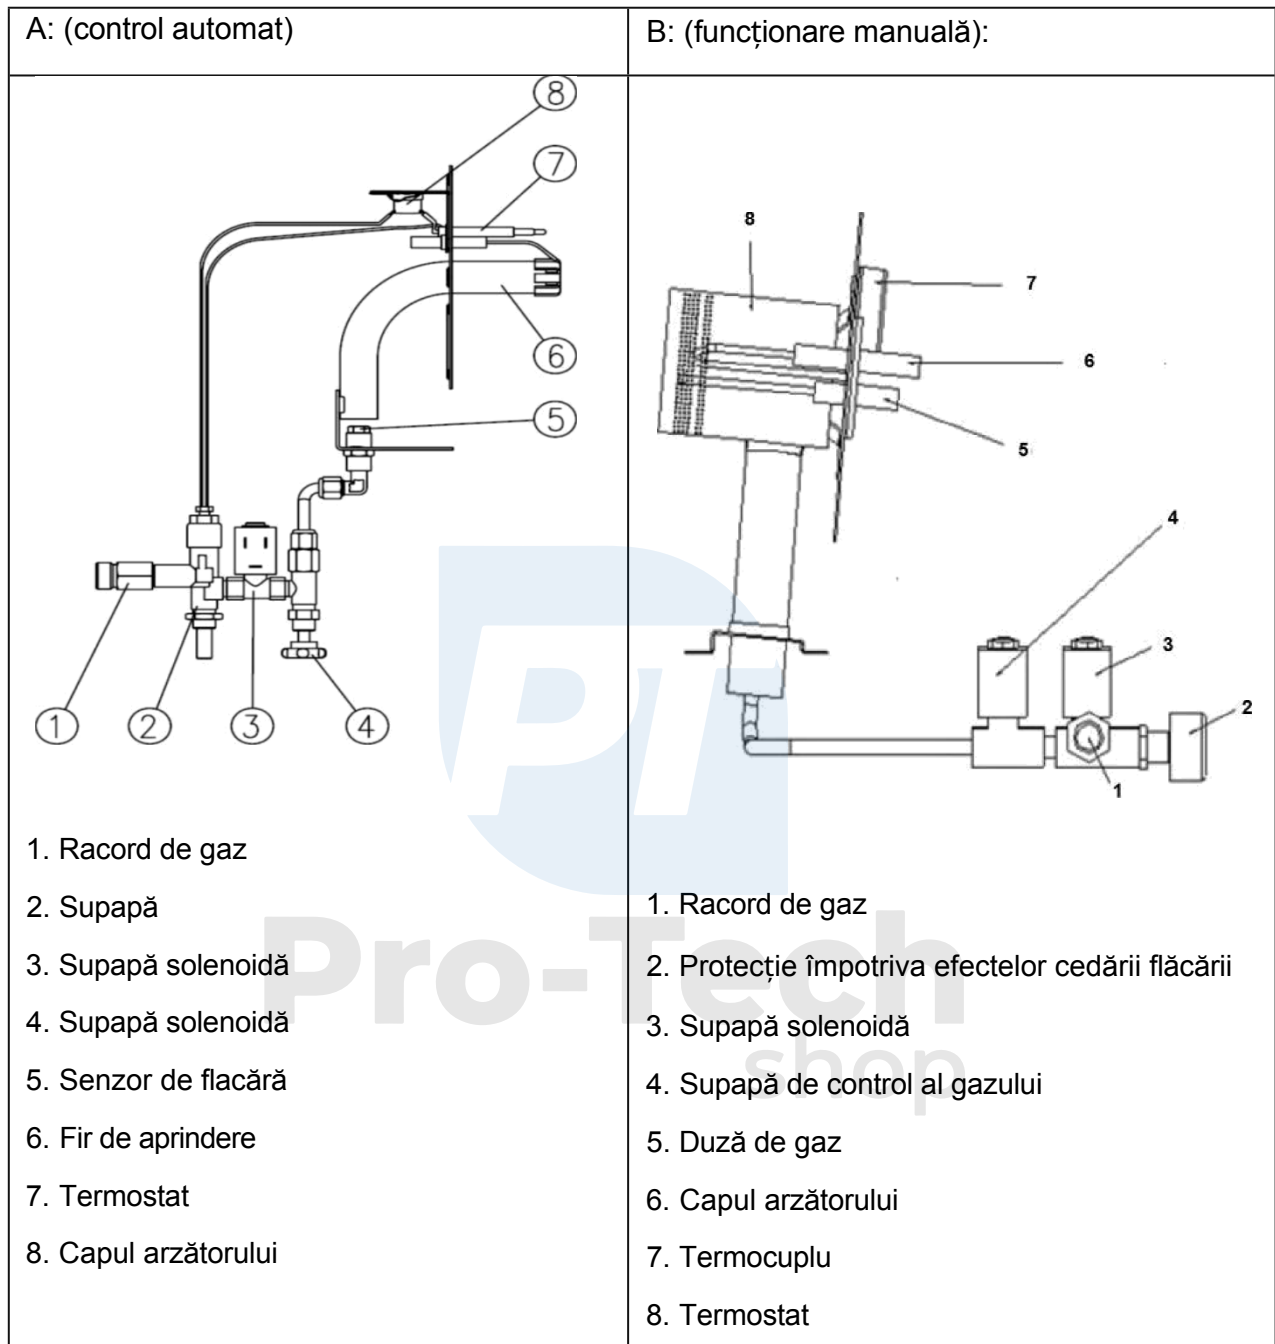 A: (control automat)
B: (funcționare manuală):
8
7
6
5
1
2
3
4
8
7
6
5
4
3
2
1
1. Racord de gaz
2. Supapă
3. Supapă solenoidă
4. Supapă solenoidă
5. Senzor de flacără
6. Fir de aprindere
7. Termostat
8. Capul arzătorului
1. Racord de gaz
2. Protecție împotriva efectelor cedării flăcării
3. Supapă solenoidă
4. Supapă de control al gazului
5. Duză de gaz
6. Capul arzătorului
7. Termocuplu
8. Termostat
PT
Pro-Tech
shop